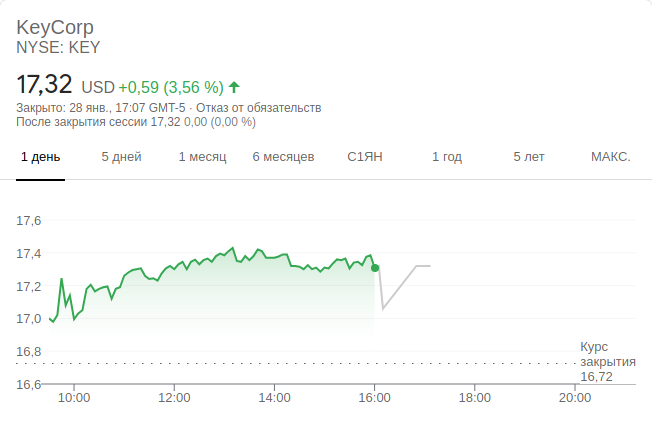 KeyCorp
NYSE: KEY
17,32 USD +0,59 (3,56 %)
Закрыто: 28 янв., 17:07 GMT-5 · Отказ от обязательств
После закрытия сессии 17,32 0,00 (0,00 %)
1 день 5 дней 1 месяц 6 месяцев С1ЯН 1 год 5 лет МАКС.
17,6
17,4
17,2
17,0
16,8
16,6
Курс
закрытия
16,72
10:00 12:00 14:00 16:00 18:00 20:00